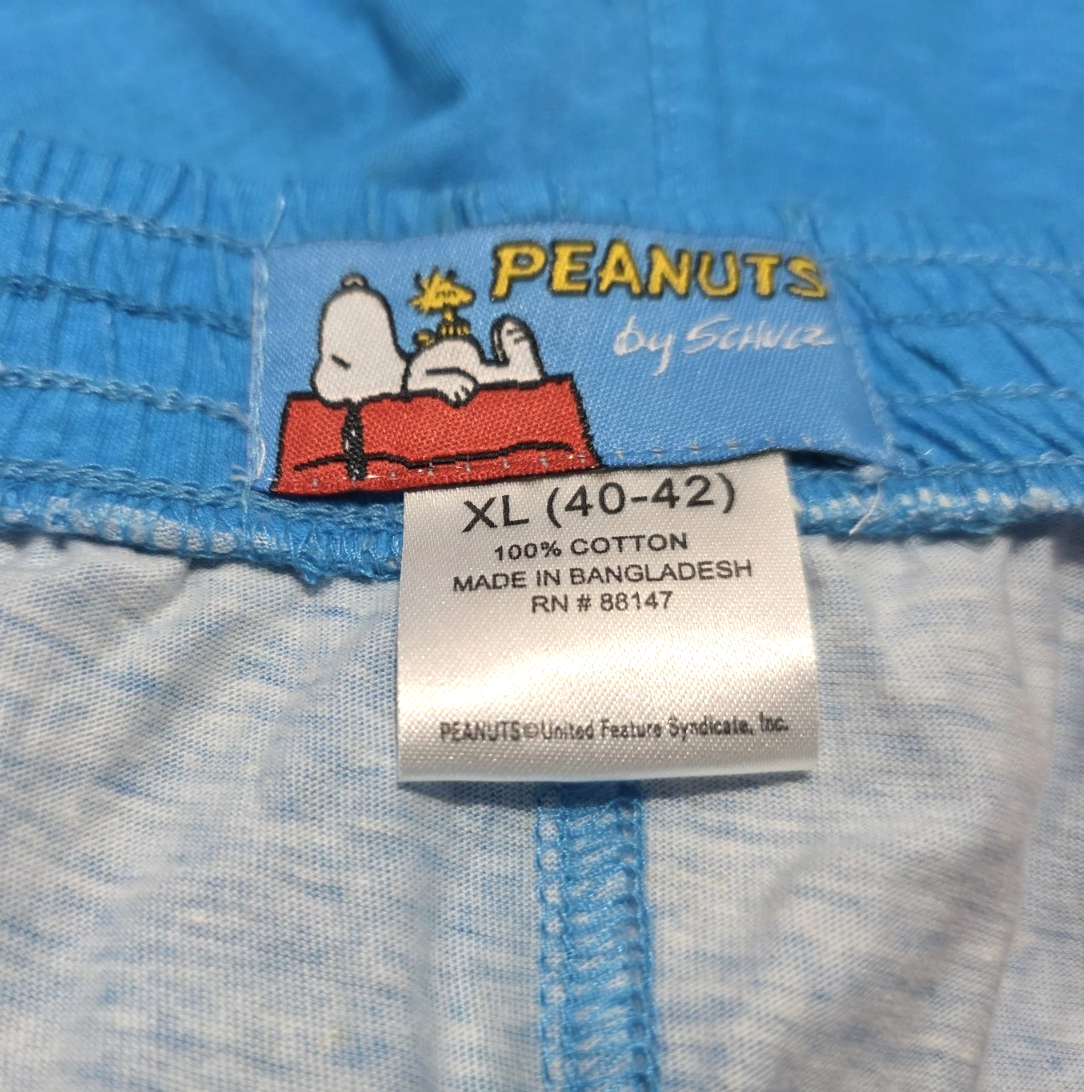 PEANUTS
by SCHULZ
XL (40-42)
100% COTTON
MADE IN BANGLADESH
RN # 88147
PEANUTS©United Feature Syndicate, Inc.